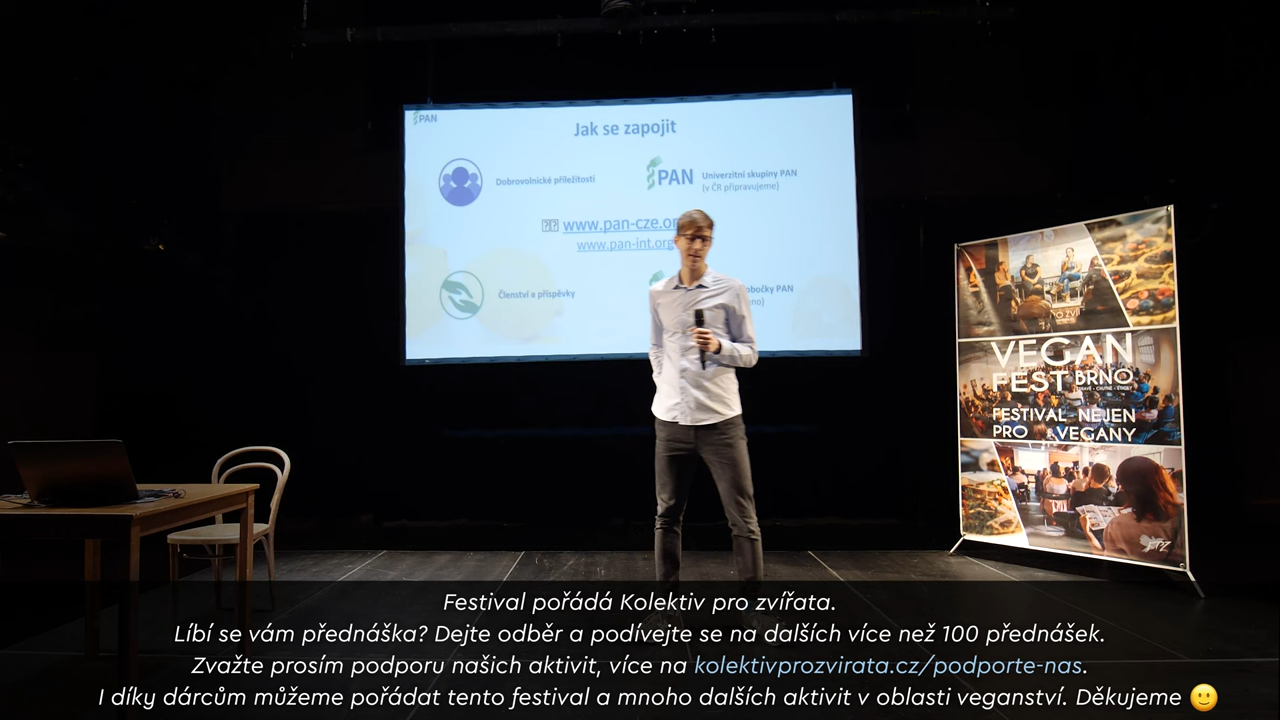 PAN
Jak se zapojit
Dobrovolnické příležitosti
PAN
Univerzitní skupiny PAN
(v ČR připravujeme)
www.pan-cze.or
www.pan-int.org
Členství a příspěvky
obočky PAN
no)
VEGAN
FEST BRNO
FESTIVAL NEJEN
PRO VEGANY
Festival pořádá Kolektiv pro zvířata.
Líbí se vám přednáška? Dejte odběr a podívejte se na dalších více než 100 přednášek.
Zvažte prosím podporu našich aktivit, více na kolektivprozvirata.cz/podporte-nas.
I díky dárcům můžeme pořádat tento festival a mnoho dalších aktivit v oblasti veganství. Děkujeme 🙂